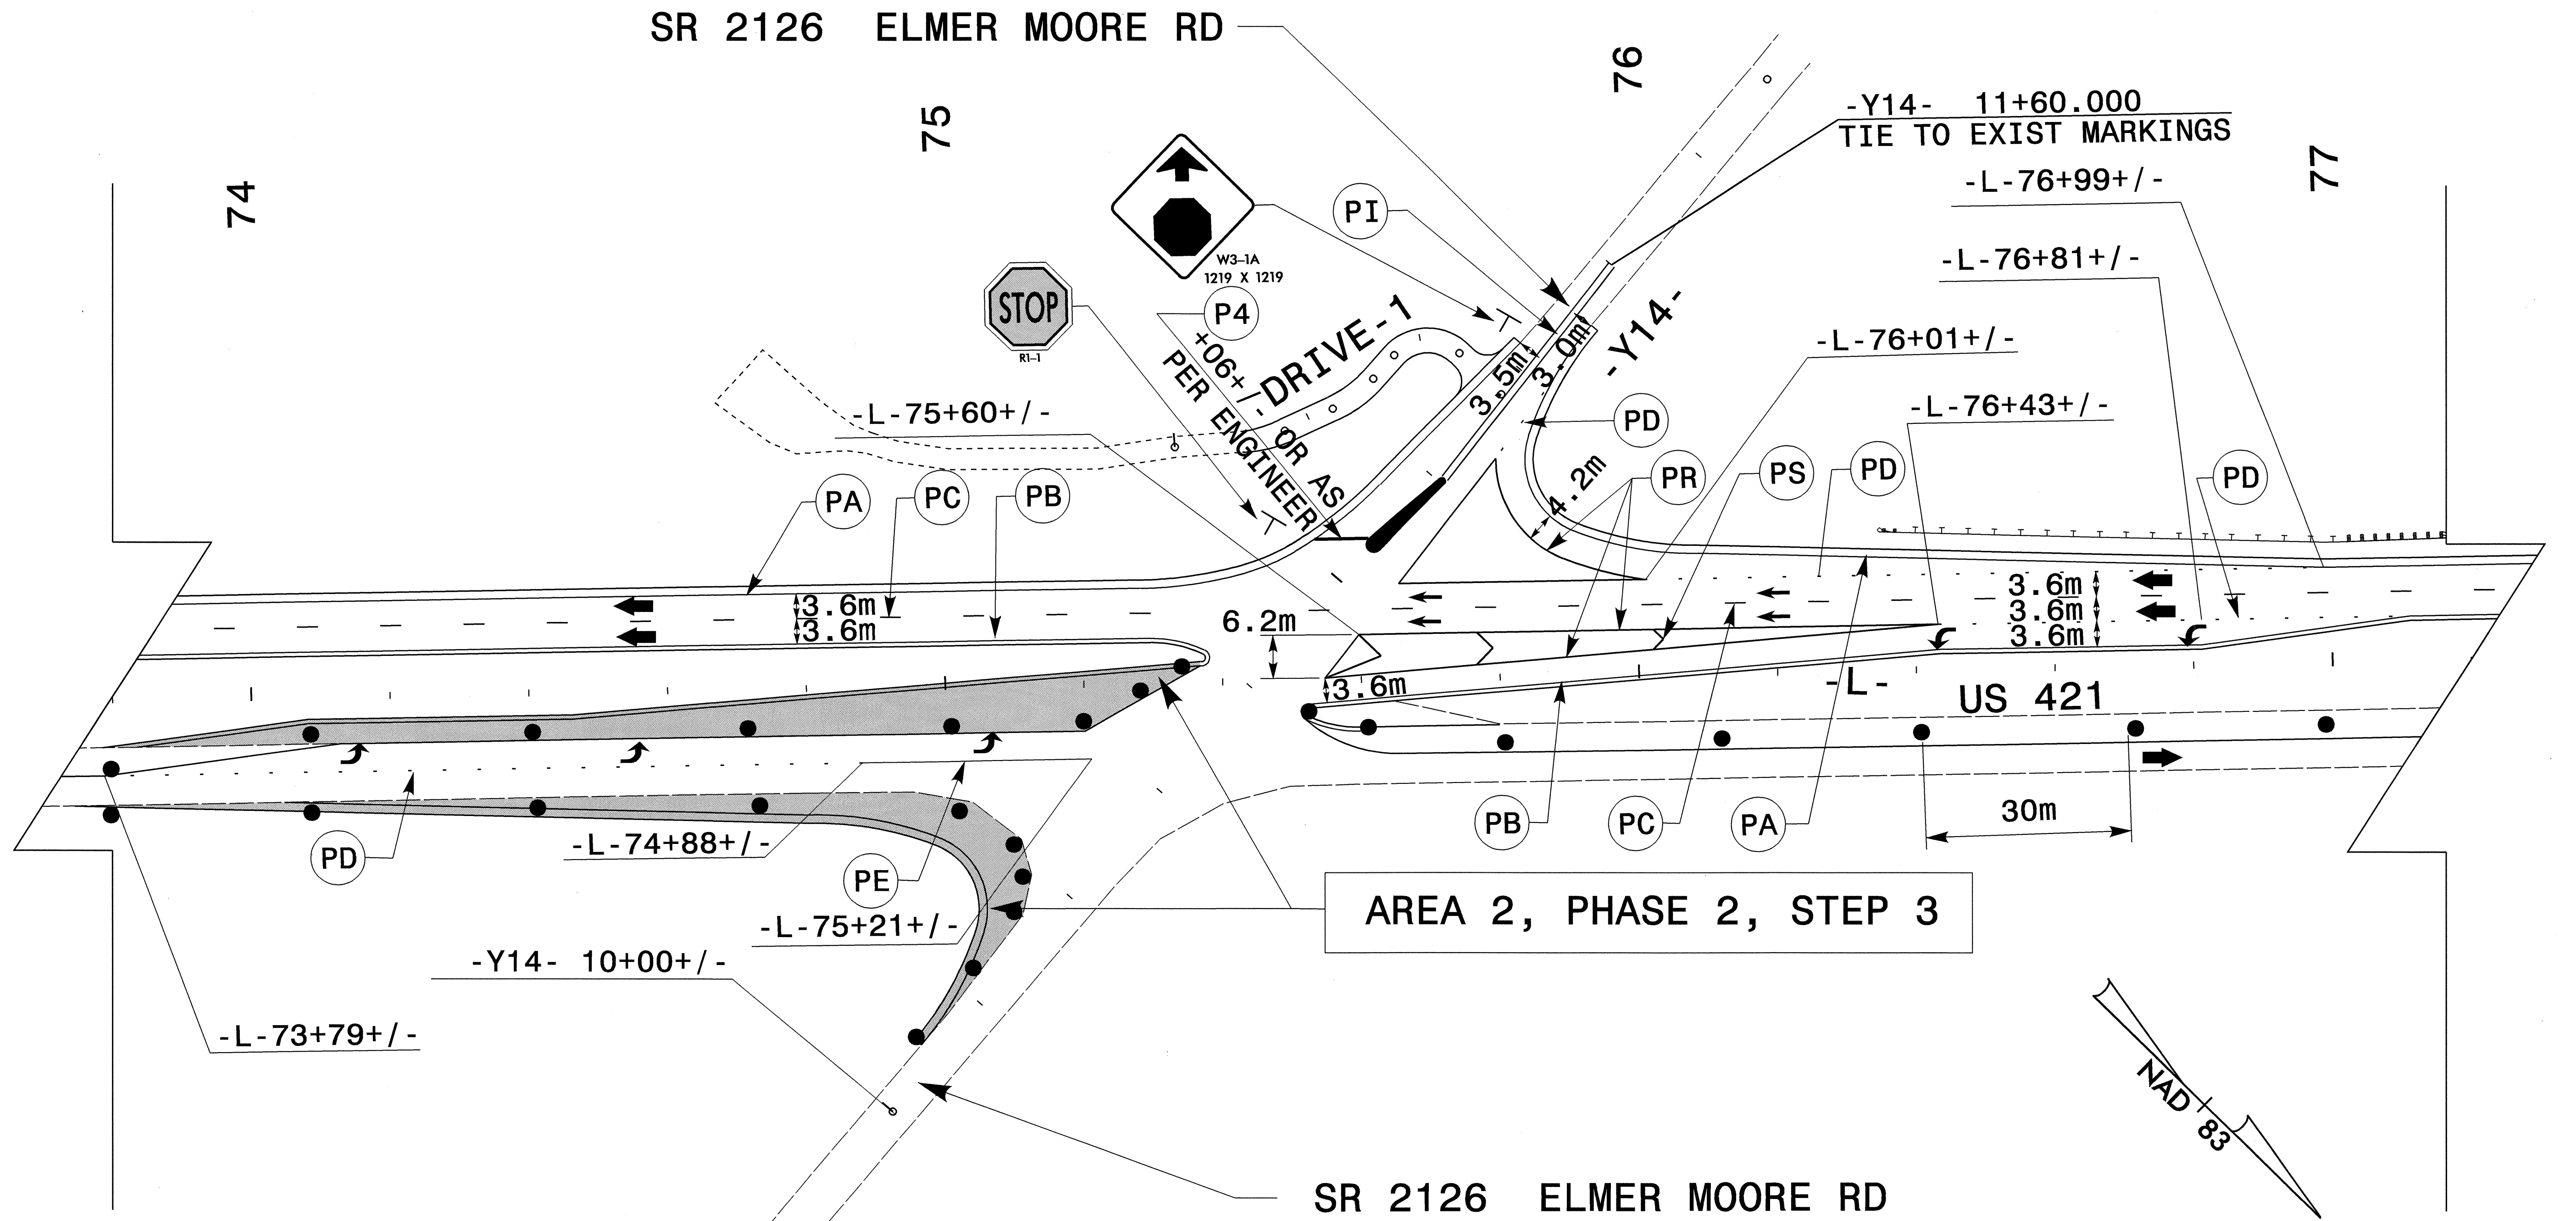 SR 2126 ELMER MOORE RD
74
75
76
77
-Y14- 11+60.000
TIE TO EXIST MARKINGS
-L-76+99+/-
-L-76+81+/-
-L-76+01+/-
-L-76+43+/-
W3-1A
1219 X 1219
PI
STOP
R1-1
P4
+06+/-
OR AS
PER ENGINEER
-DRIVE-1
3.5m
3.0m
-Y14-
-L-75+60+/-
PD
4.2m
PR
PS
PD
PD
PA
PC
PB
3.6m
3.6m
6.2m
3.6m
3.6m
3.6m
3.6m
-L-
US 421
30m
PB
PC
PA
PD
-L-74+88+/-
PE
-L-75+21+/-
AREA 2, PHASE 2, STEP 3
-Y14- 10+00+/-
-L-73+79+/-
NAD 83
SR 2126 ELMER MOORE RD